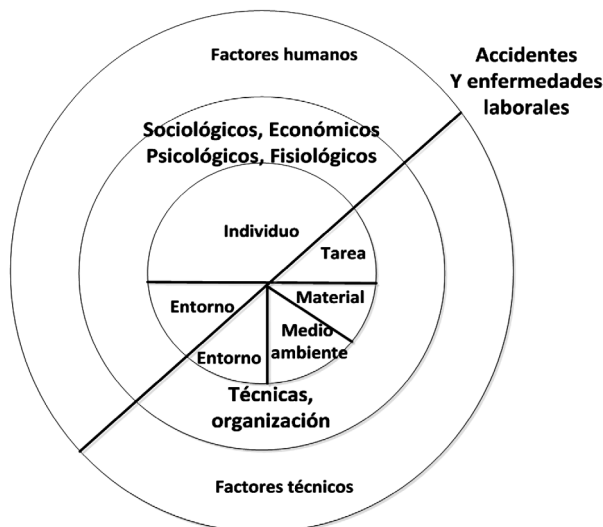 Factores humanos
Accidentes
Y enfermedades
laborales
Sociológicos, Económicos
Psicológicos, Fisiológicos
Individuo
Tarea
Entorno
Material
Medio
ambiente
Entorno
Técnicas,
organización
Factores técnicos